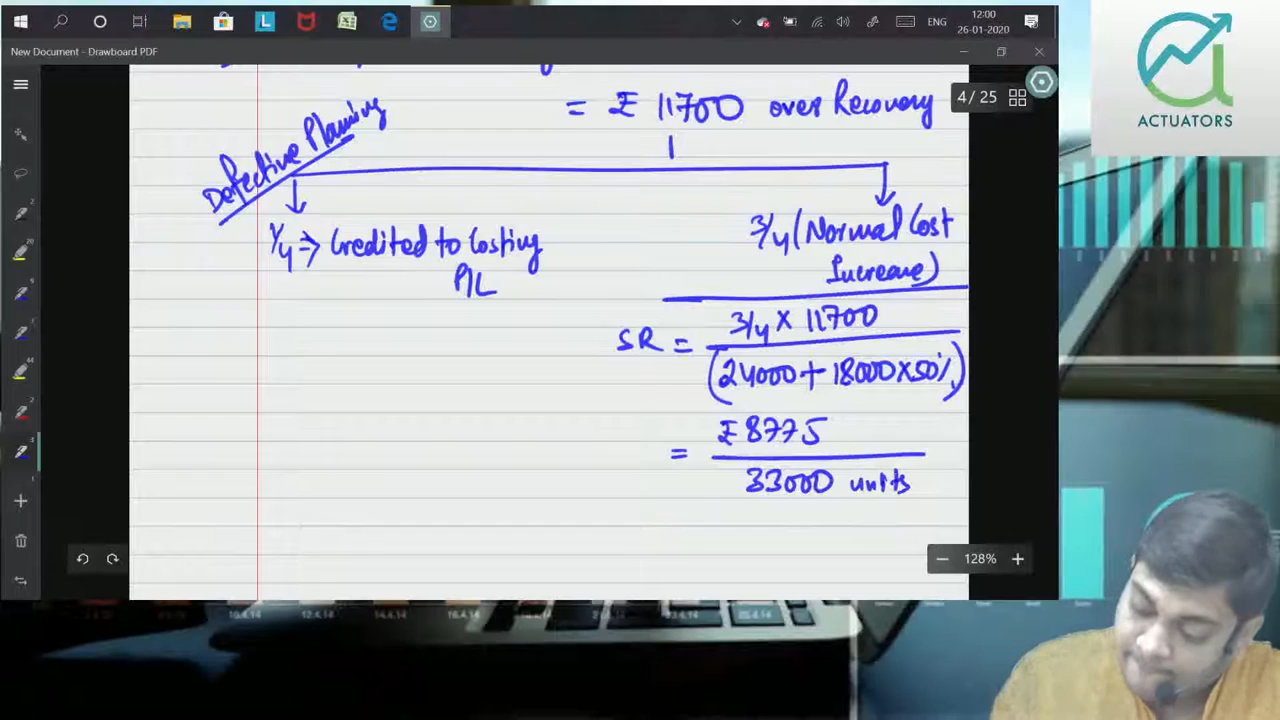 12:00
ENG
26-01-2020
New Document - Drawboard PDF
4 / 25
ACTUATORS
= ₹ 11700 over Recovery
Defective Planning
1/4 ⇒ Credited to Costing
P/L
3/4 (Normal Cost
Increase)
SR = 3/4 × 11700
(24000 + 18000 × 50%)
= ₹ 8775
33000 units
128%